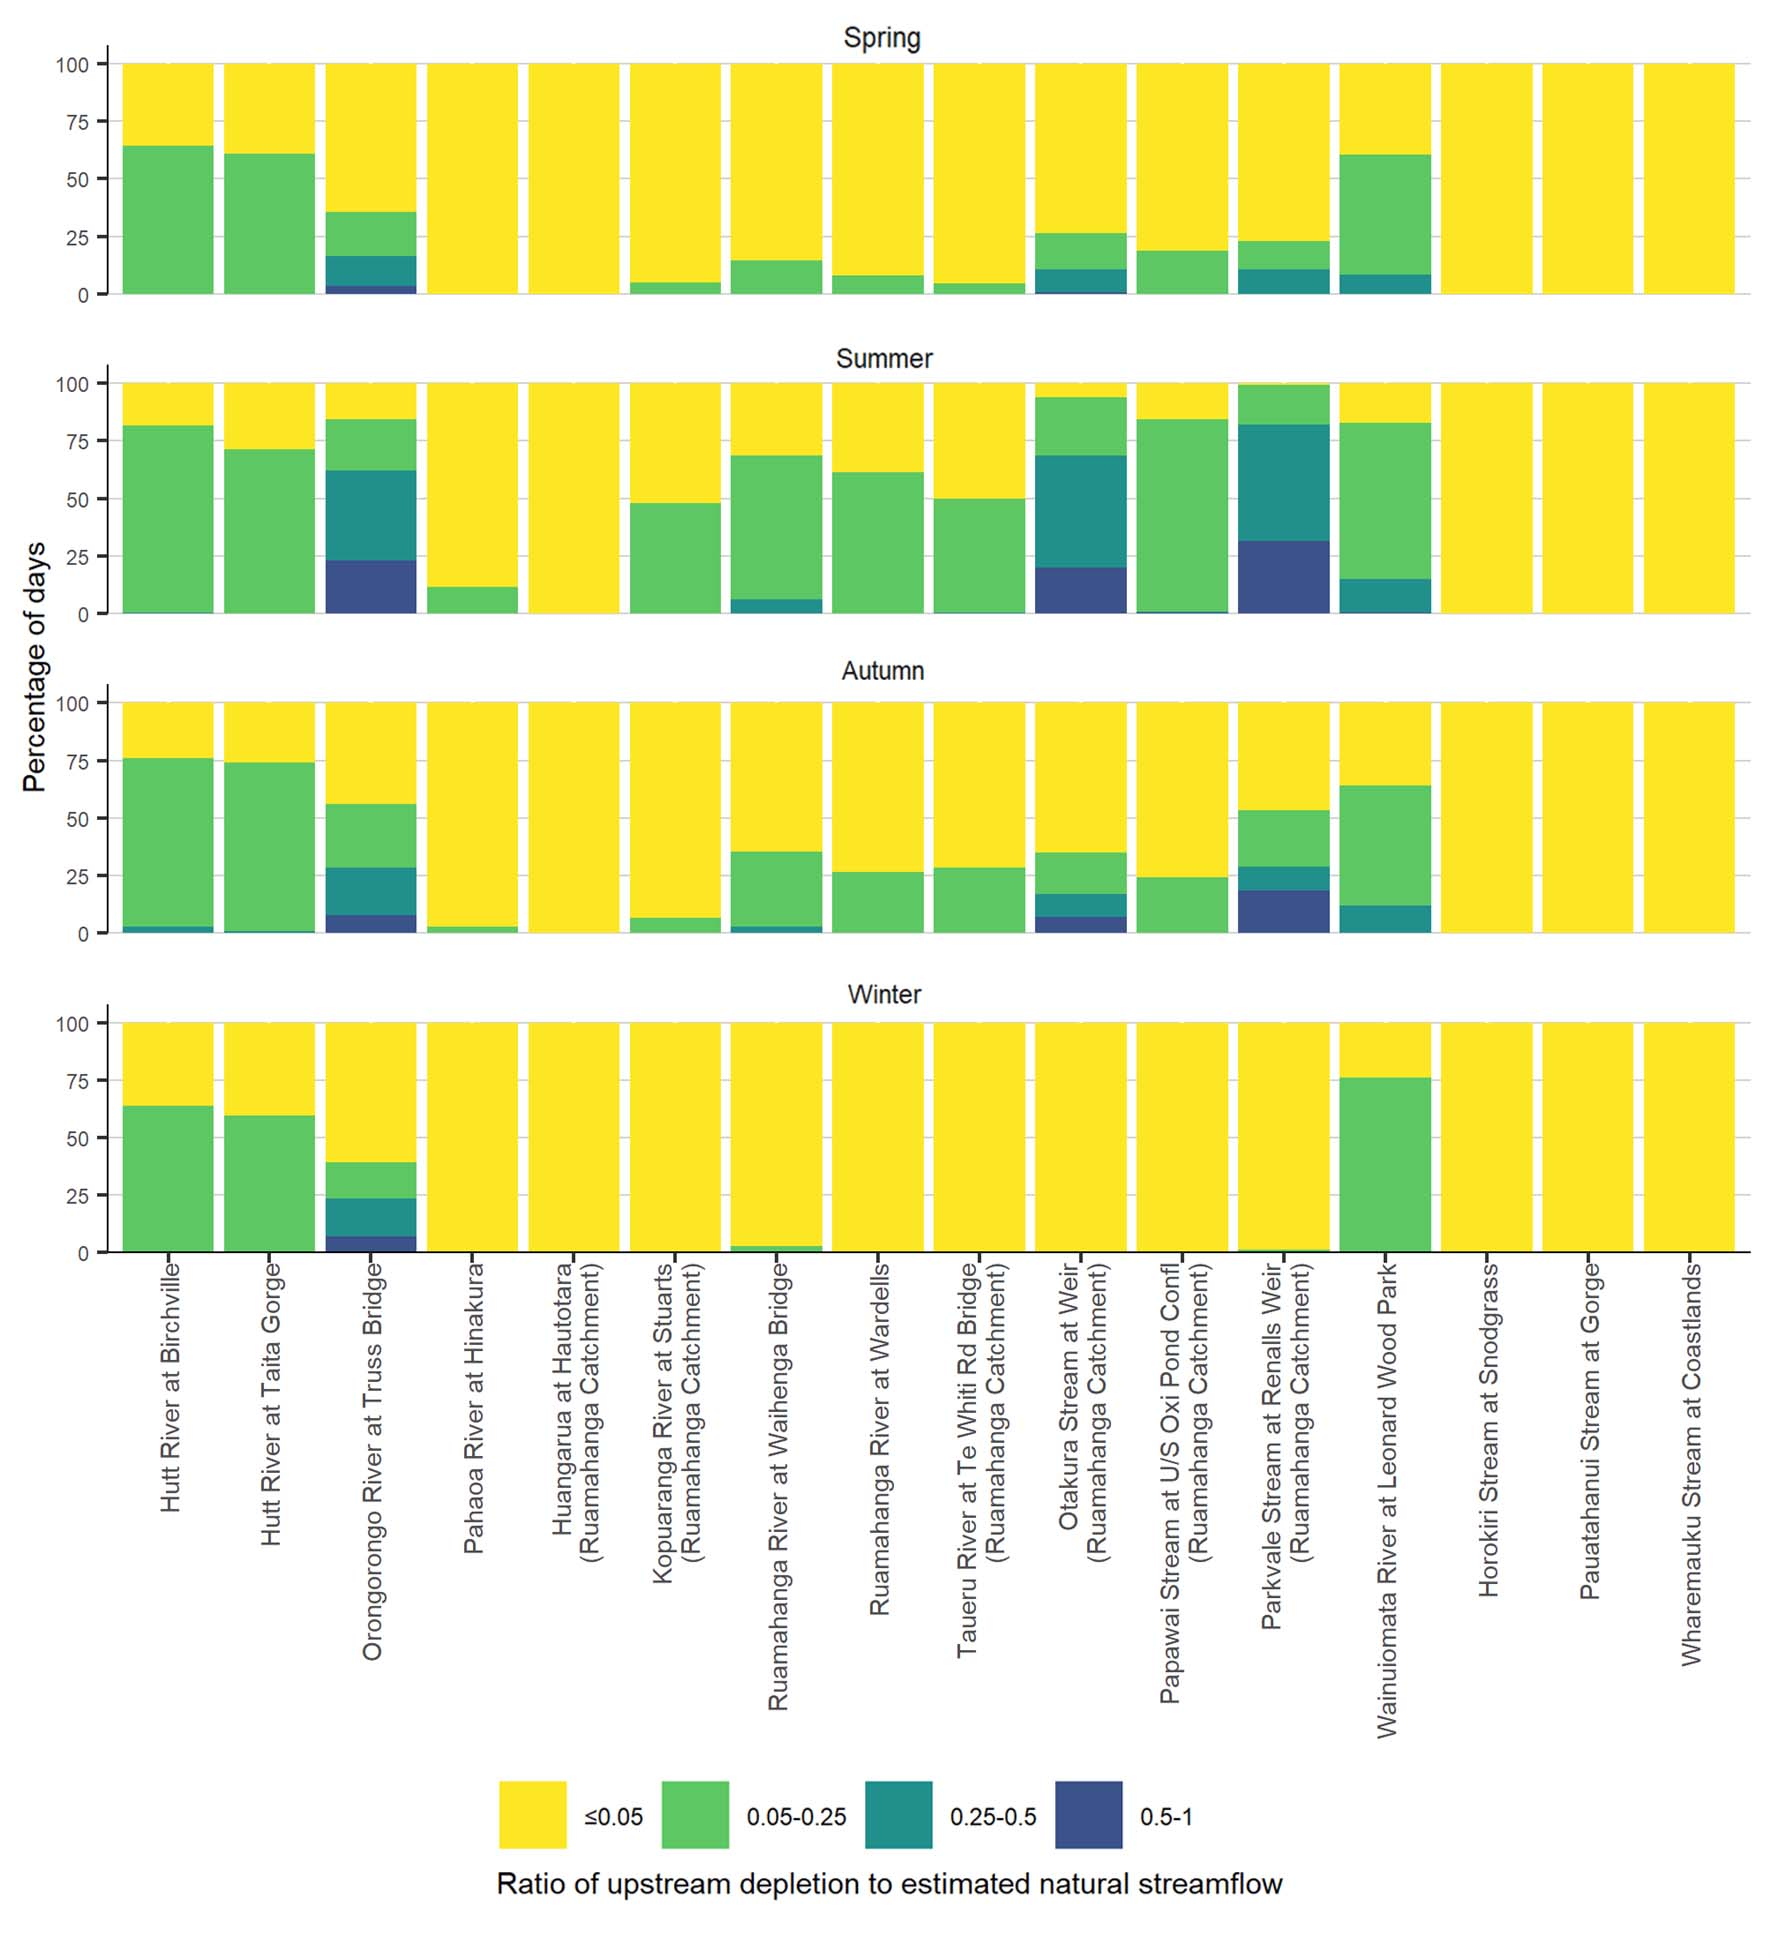 Spring
100
75
50
25
0
Summer
100
75
50
25
0
Autumn
100
75
50
25
0
Winter
100
75
50
25
0
Percentage of days
Hutt River at Birchville
Hutt River at Taita Gorge
Orongorongo River at Truss Bridge
Pahaoa River at Hinakura
Huangarua at Hautotara
(Ruamahanga Catchment)
Kopuaranga River at Stuarts
(Ruamahanga Catchment)
Ruamahanga River at Waihenga Bridge
Ruamahanga River at Wardells
Taueru River at Te Whiti Rd Bridge
(Ruamahanga Catchment)
Otakura Stream at Weir
(Ruamahanga Catchment)
Papawai Stream at U/S Oxi Pond Confl
(Ruamahanga Catchment)
Parkvale Stream at Renalls Weir
(Ruamahanga Catchment)
Wainuiomata River at Leonard Wood Park
Horokiri Stream at Snodgrass
Pauatahanui Stream at Gorge
Wharemauku Stream at Coastlands
≤0.05
0.05-0.25
0.25-0.5
0.5-1
Ratio of upstream depletion to estimated natural streamflow